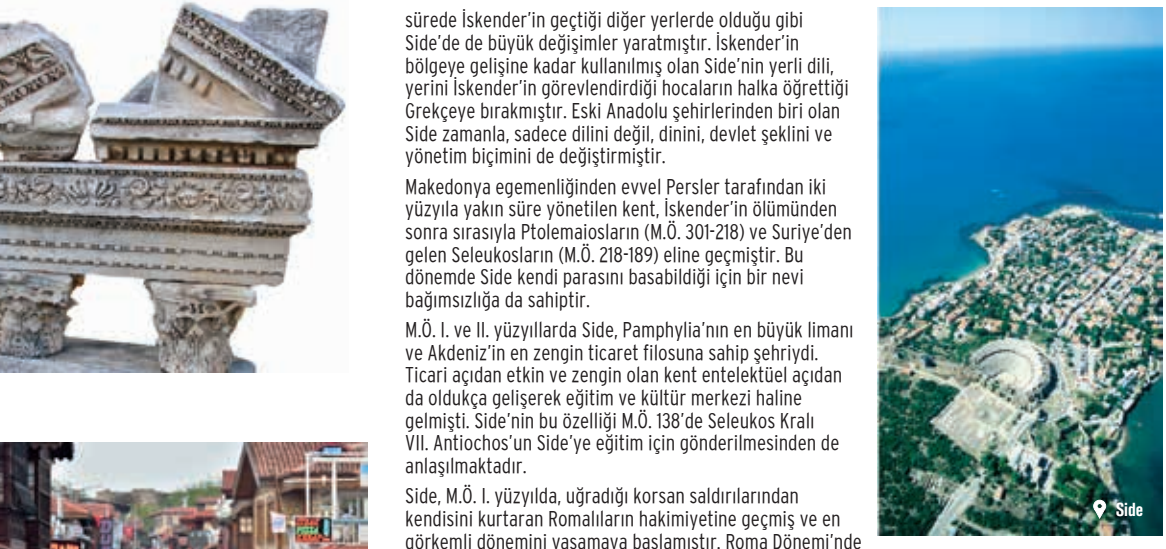 sürede İskender'in geçtiği diğer yerlerde olduğu gibi
Side'de de büyük değişimler yaratmıştır. İskender'in
bölgeye gelişine kadar kullanılmış olan Side'nin yerli dili,
yerini İskender'in görevlendirdiği hocaların halka öğrettiği
Grekçeye bırakmıştır. Eski Anadolu şehirlerinden biri olan
Side zamanla, sadece dilini değil, dinini, devlet şeklini ve
yönetim biçimini de değiştirmiştir.
Makedonya egemenliğinden evvel Persler tarafından iki
yüzyıla yakın süre yönetilen kent, İskender'in ölümünden
sonra sırasıyla Ptolemaiosların (M.Ö. 301-218) ve Suriye'den
gelen Seleukosların (M.Ö. 218-189) eline geçmiştir. Bu
dönemde Side kendi parasını basabildiği için bir nevi
bağımsızlığa da sahiptir.
M.Ö. I. ve II. yüzyıllarda Side, Pamphylia'nın en büyük limanı
ve Akdeniz'in en zengin ticaret filosuna sahip şehriydi.
Ticari açıdan etkin ve zengin olan kent entelektüel açıdan
da oldukça gelişerek eğitim ve kültür merkezi haline
gelmişti. Side'nin bu özelliği M.Ö. 138'de Seleukos Kralı
VII. Antiochos'un Side'ye eğitim için gönderilmesinden de
anlaşılmaktadır.
Side, M.Ö. I. yüzyılda, uğradığı korsan saldırılarından
kendisini kurtaran Romalıların hakimiyetine geçmiş ve en
görkemli dönemini yaşamaya başlamıştır. Roma Dönemi'nde
Side